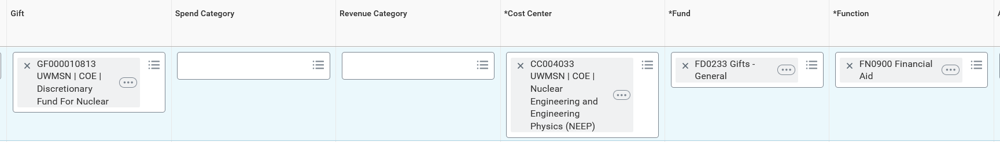 Gift
Spend Category
Revenue Category
*Cost Center
*Fund
*Function
GF000010813
UWMSN | COE |
Discretionary
Fund For Nuclear
CC004033
UWMSN | COE |
Nuclear
Engineering and
Engineering
Physics (NEEP)
FD0233 Gifts -
General
FN0900 Financial
Aid